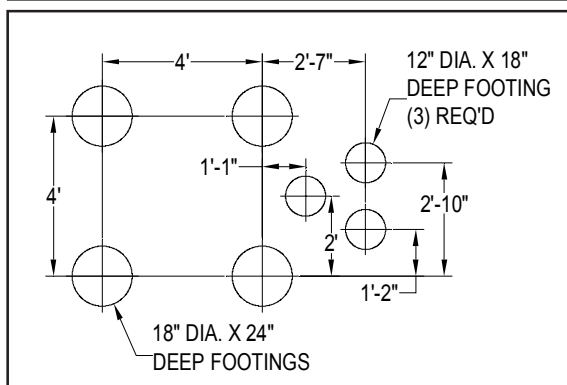 4'
2'-7"
12" DIA. X 18"
DEEP FOOTING
(3) REQ'D
1'-1"
4'
2'-10"
2'
1'-2"
18" DIA. X 24"
DEEP FOOTINGS